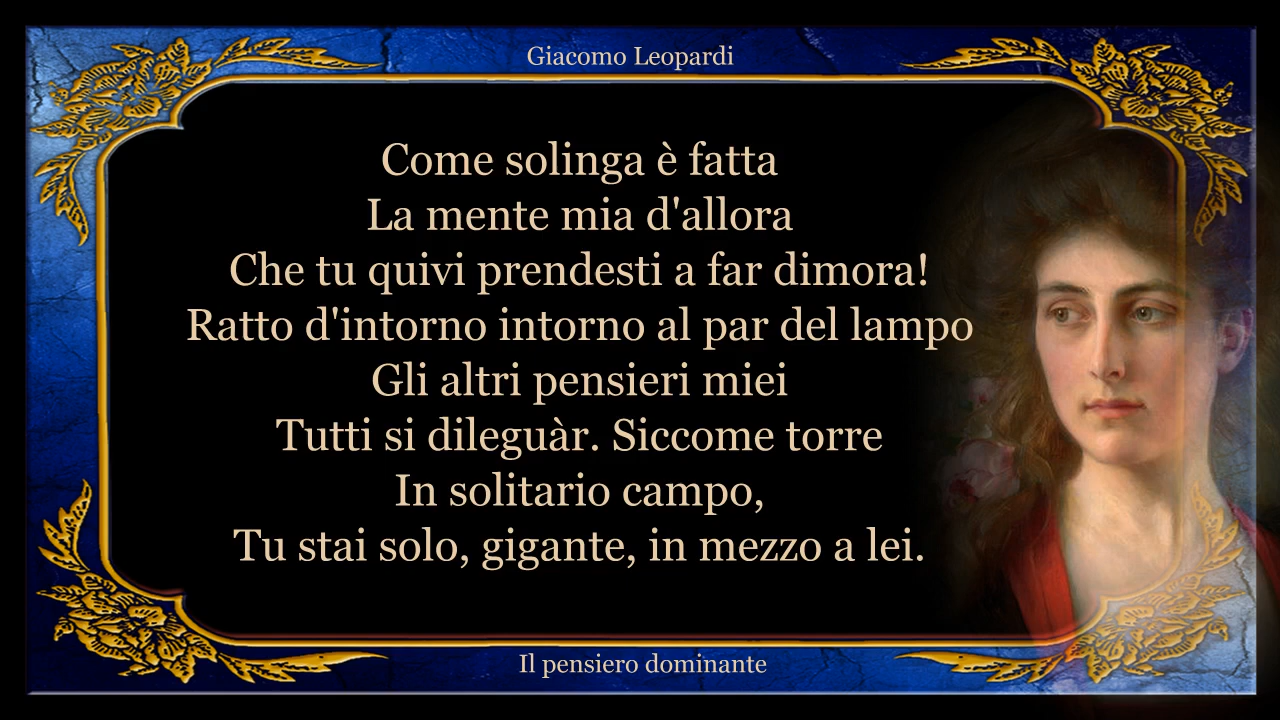 Giacomo Leopardi
Come solinga è fatta
La mente mia d'allora
Che tu quivi prendesti a far dimora!
Ratto d'intorno intorno al par del lampo
Gli altri pensieri miei
Tutti si dileguàr. Siccome torre
In solitario campo,
Tu stai solo, gigante, in mezzo a lei.
Il pensiero dominante